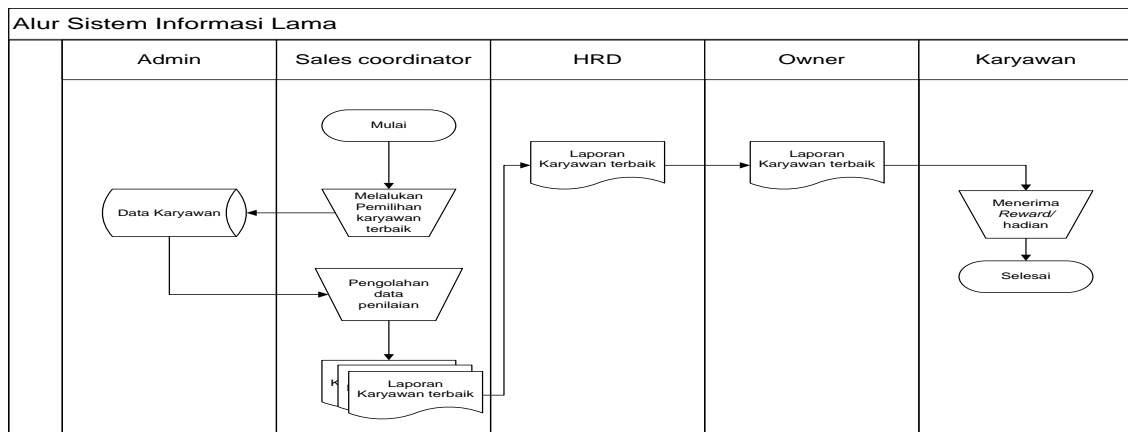 Alur Sistem Informasi Lama
Admin
Sales coordinator
HRD
Owner
Karyawan
Mulai
Melalukan
Pemilihan
karyawan
terbaik
Data Karyawan
Pengolahan
data
penilaian
Laporan
Karyawan terbaik
Laporan
Karyawan terbaik
Laporan
Karyawan terbaik
Menerima
Reward/
hadian
Selesai